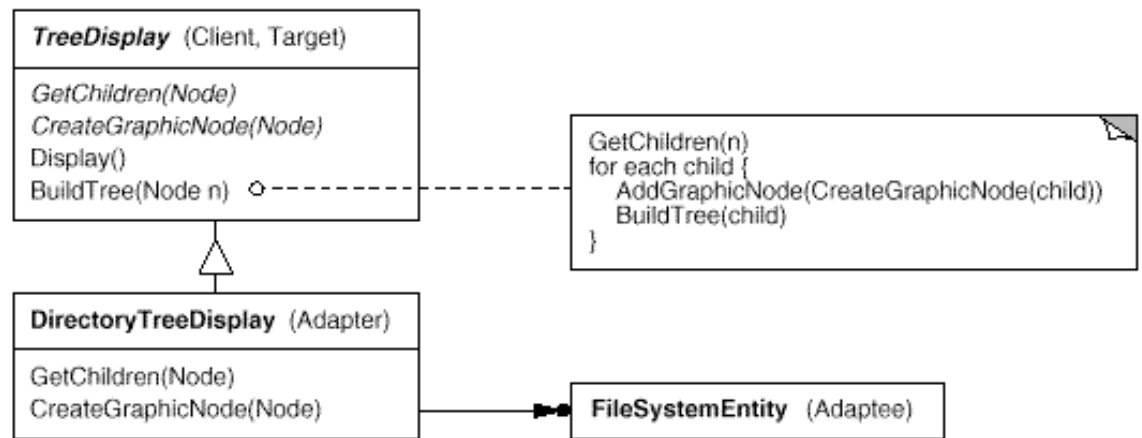 TreeDisplay (Client, Target)
GetChildren(Node)
CreateGraphicNode(Node)
Display()
BuildTree(Node n)
GetChildren(n)
for each child {
AddGraphicNode(CreateGraphicNode(child))
BuildTree(child)
}
DirectoryTreeDisplay (Adapter)
GetChildren(Node)
CreateGraphicNode(Node)
FileSystemEntity (Adaptee)